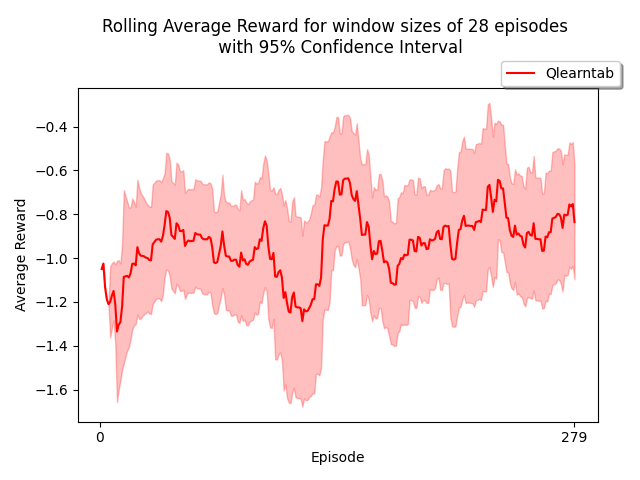 Rolling Average Reward for window sizes of 28 episodes
with 95% Confidence Interval
Qlearntab
−0.4
−0.6
−0.8
−1.0
−1.2
−1.4
−1.6
Average Reward
0
279
Episode